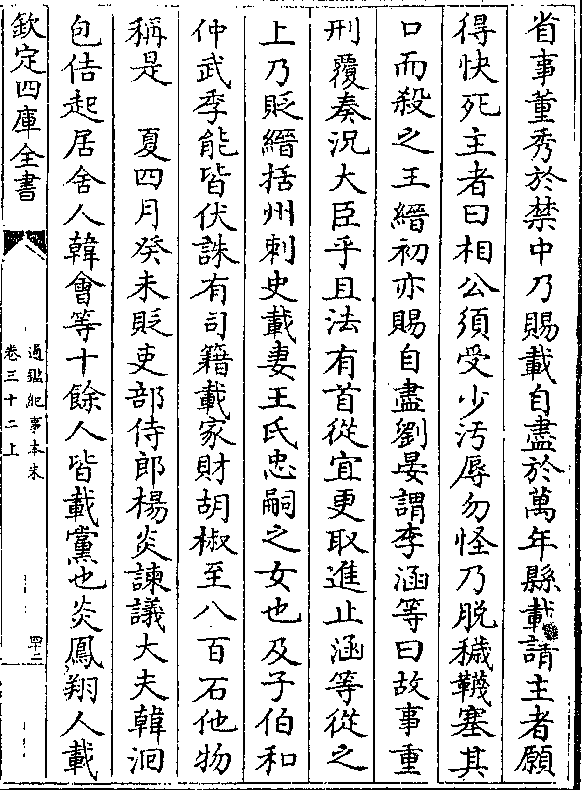 省事董秀於禁中乃賜載自盡於萬年縣載請主者願
得快死主者曰相公須受少汚辱勿怪乃脱穢韈塞其
口而殺之王縉初亦賜自盡劉晏謂李涵等曰故事重
刑覆奏況大臣乎且法有首從宜更取進止涵等從之
上乃貶縉括州刺史載妻王氏忠嗣之女也及子伯和
仲武季能皆伏誅有司籍載家財胡椒至八百石他物
稱是　夏四月癸未貶吏部侍郎楊炎諫議大夫韓洄
包佶起居舍人韓會等十餘人皆載黨也炎鳳翔人載
欽定四庫全書
通鑑紀事本末
卷三十二上
四十二